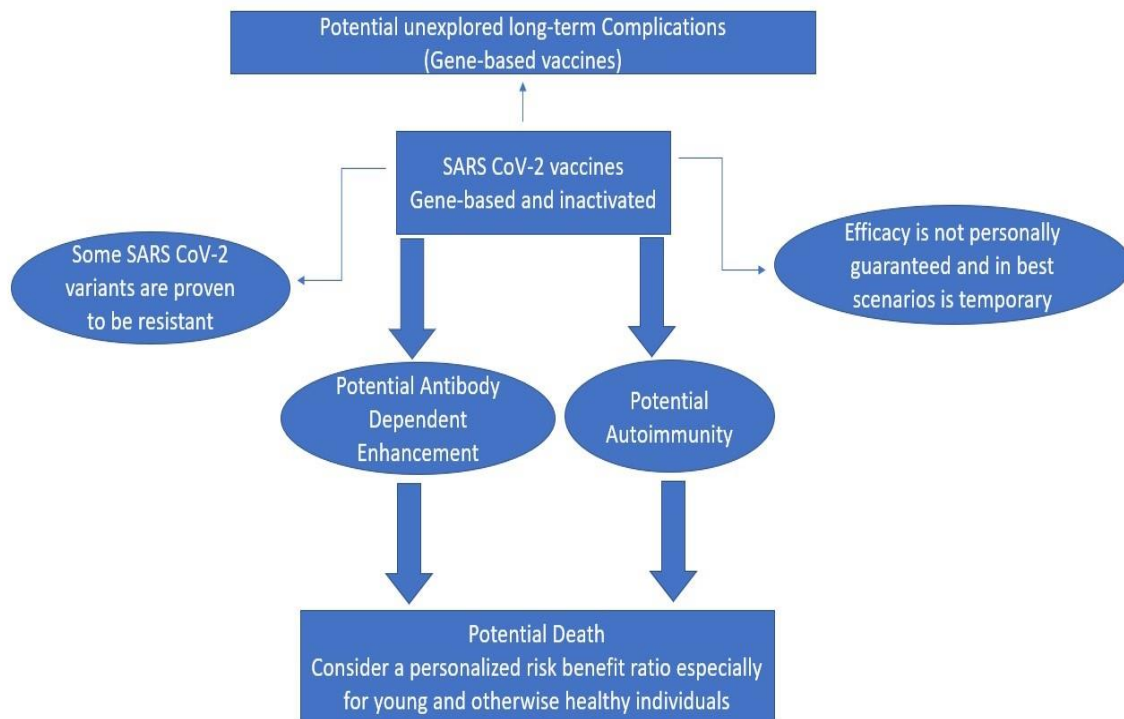 Potential unexplored long-term Complications
(Gene-based vaccines)
SARS CoV-2 vaccines
Gene-based and inactivated
Some SARS CoV-2
variants are proven
to be resistant
Efficacy is not personally
guaranteed and in best
scenarios is temporary
Potential Antibody
Dependent
Enhancement
Potential
Autoimmunity
Potential Death
Consider a personalized risk benefit ratio especially
for young and otherwise healthy individuals